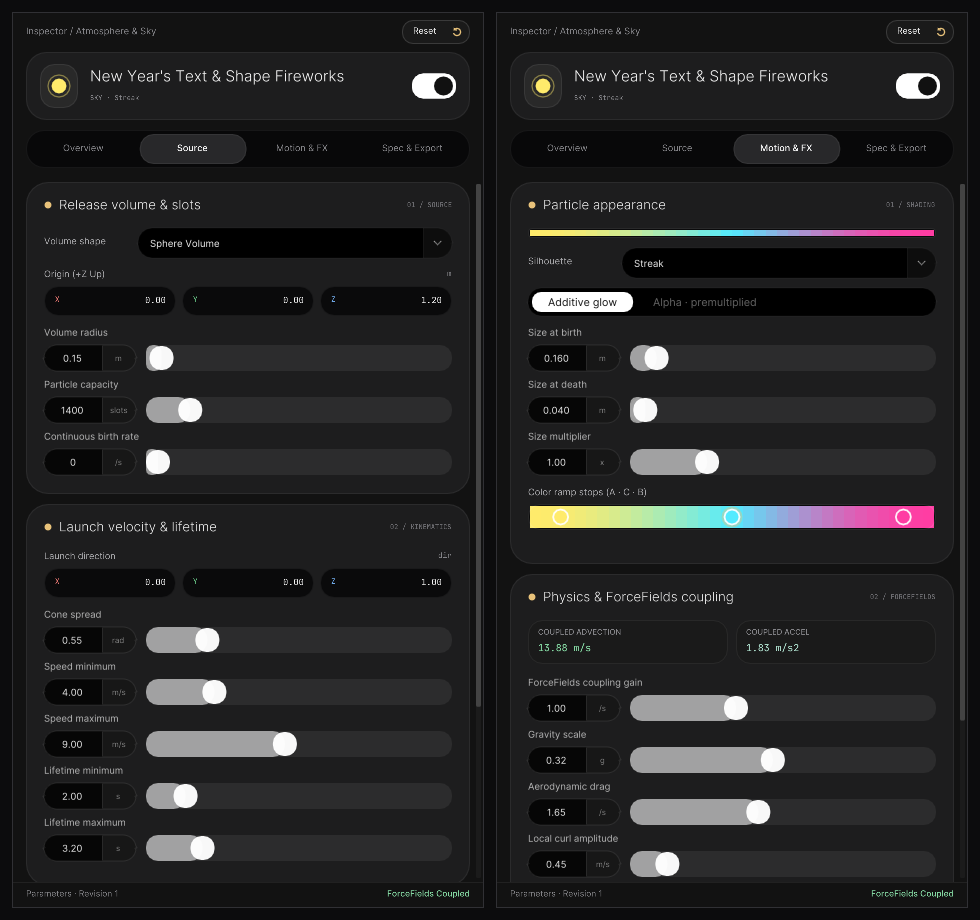 Inspector / Atmosphere & Sky
Reset
New Year's Text & Shape Fireworks
SKY · Streak
Overview
Source
Motion & FX
Spec & Export
Release volume & slots
01 / SOURCE
Volume shape
Sphere Volume
Origin (+Z Up)
m
X
0.00
Y
0.00
Z
1.20
Volume radius
0.15
m
Particle capacity
1400
slots
Continuous birth rate
0
/s
Launch velocity & lifetime
02 / KINEMATICS
Launch direction
dir
X
0.00
Y
0.00
Z
1.00
Cone spread
0.55
rad
Speed minimum
4.00
m/s
Speed maximum
9.00
m/s
Lifetime minimum
2.00
s
Lifetime maximum
3.20
s
Parameters · Revision 1
ForceFields Coupled
Inspector / Atmosphere & Sky
Reset
New Year's Text & Shape Fireworks
SKY · Streak
Overview
Source
Motion & FX
Spec & Export
Particle appearance
01 / SHADING
Silhouette
Streak
Additive glow
Alpha · premultiplied
Size at birth
0.160
m
Size at death
0.040
m
Size multiplier
1.00
x
Color ramp stops (A · C · B)
Physics & ForceFields coupling
02 / FORCEFIELDS
COUPLED ADVECTION
13.88 m/s
COUPLED ACCEL
1.83 m/s2
ForceFields coupling gain
1.00
/s
Gravity scale
0.32
g
Aerodynamic drag
1.65
/s
Local curl amplitude
0.45
m/s
Parameters · Revision 1
ForceFields Coupled